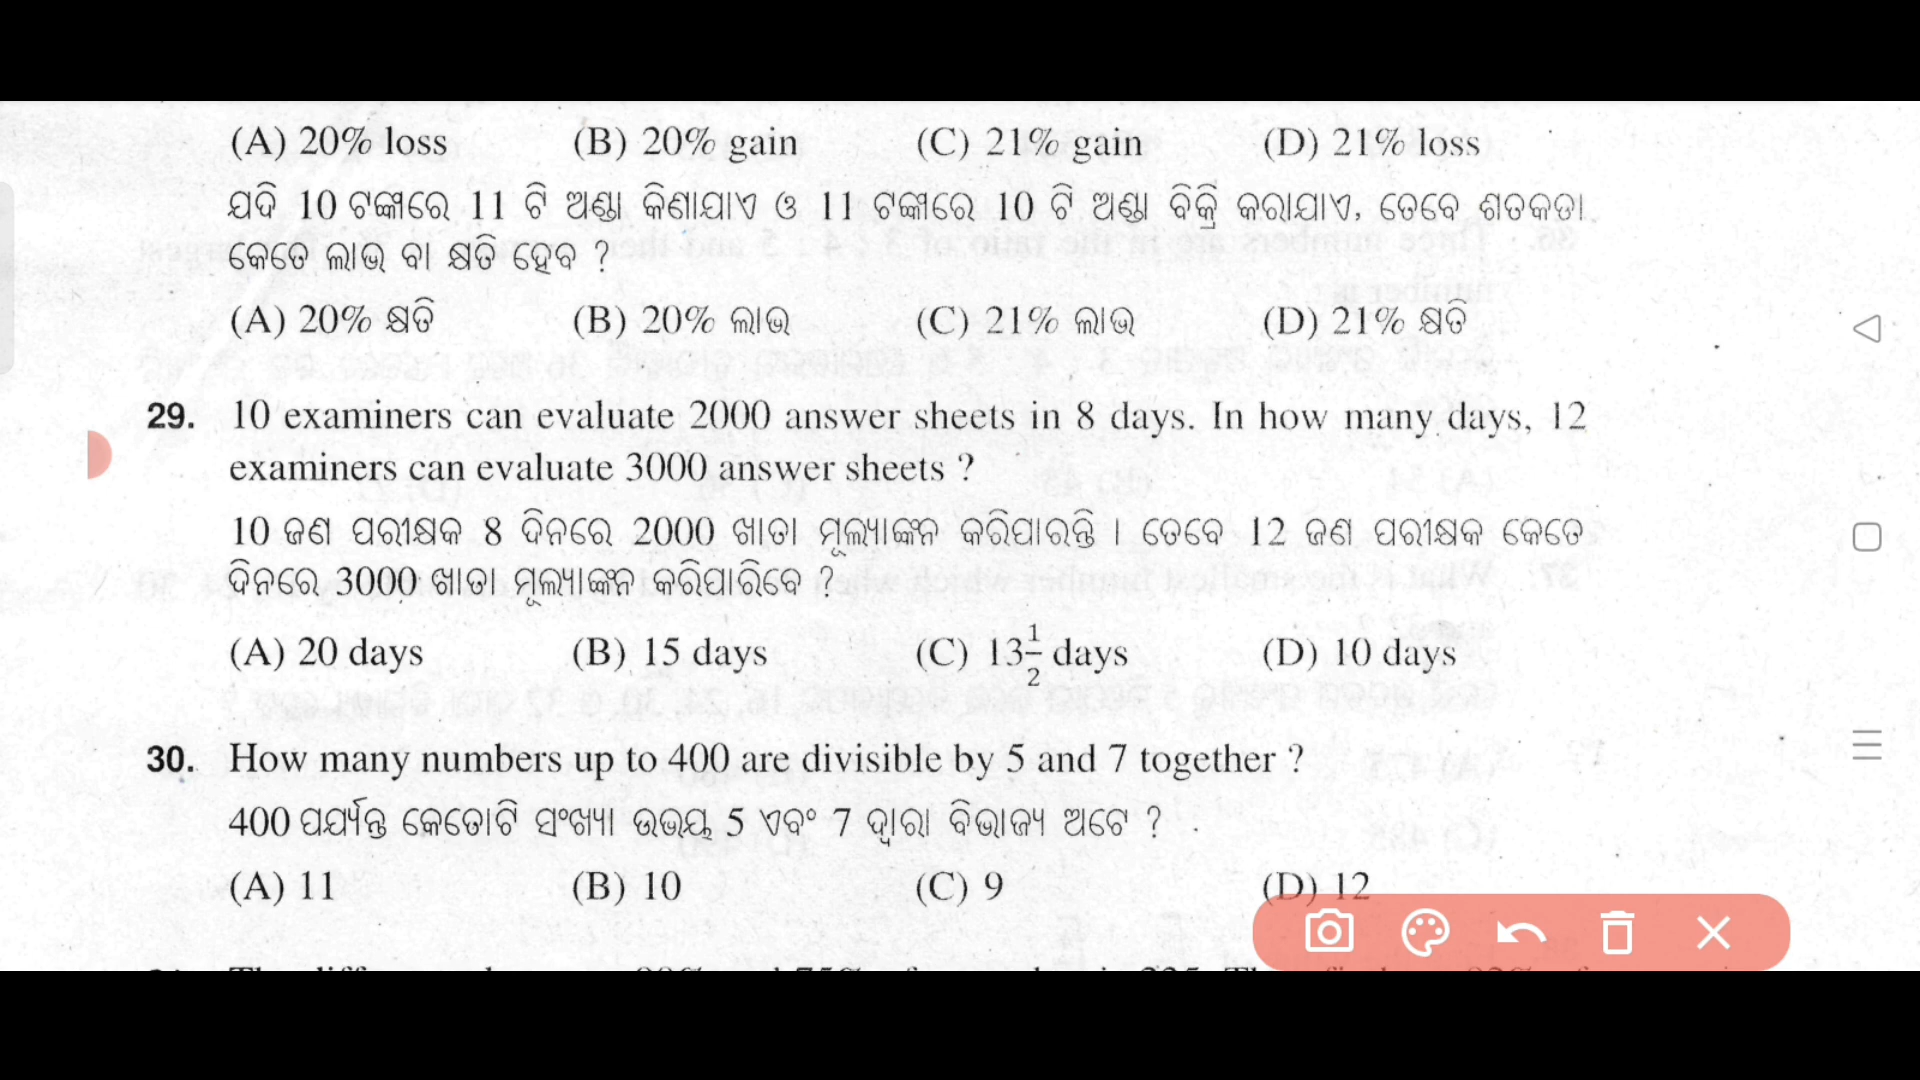 (A) 20% loss (B) 20% gain (C) 21% gain (D) 21% loss
ଯଦି 10 ଟଙ୍କାରେ 11 ଟି ଅଣ୍ଡା କିଣାଯାଏ ଓ 11 ଟଙ୍କାରେ 10 ଟି ଅଣ୍ଡା ବିକ୍ରି କରାଯାଏ, ତେବେ ଶତକଡା
କେତେ ଲାଭ ବା କ୍ଷତି ହେବ ?
(A) 20% କ୍ଷତି (B) 20% ଲାଭ (C) 21% ଲାଭ (D) 21% କ୍ଷତି
29. 10 examiners can evaluate 2000 answer sheets in 8 days. In how many days, 12
examiners can evaluate 3000 answer sheets ?
10 ଜଣ ପରୀକ୍ଷକ 8 ଦିନରେ 2000 ଖାତା ମୂଲ୍ୟାଙ୍କନ କରିପାରନ୍ତି । ତେବେ 12 ଜଣ ପରୀକ୍ଷକ କେତେ
ଦିନରେ 3000 ଖାତା ମୂଲ୍ୟାଙ୍କନ କରିପାରିବେ ?
(A) 20 days (B) 15 days (C) 13 1/2 days (D) 10 days
30. How many numbers up to 400 are divisible by 5 and 7 together ?
400 ପର୍ଯ୍ୟନ୍ତ କେତୋଟି ସଂଖ୍ୟା ଉଭୟ 5 ଏବଂ 7 ଦ୍ୱାରା ବିଭାଜ୍ୟ ଅଟେ ?
(A) 11 (B) 10 (C) 9 (D) 12